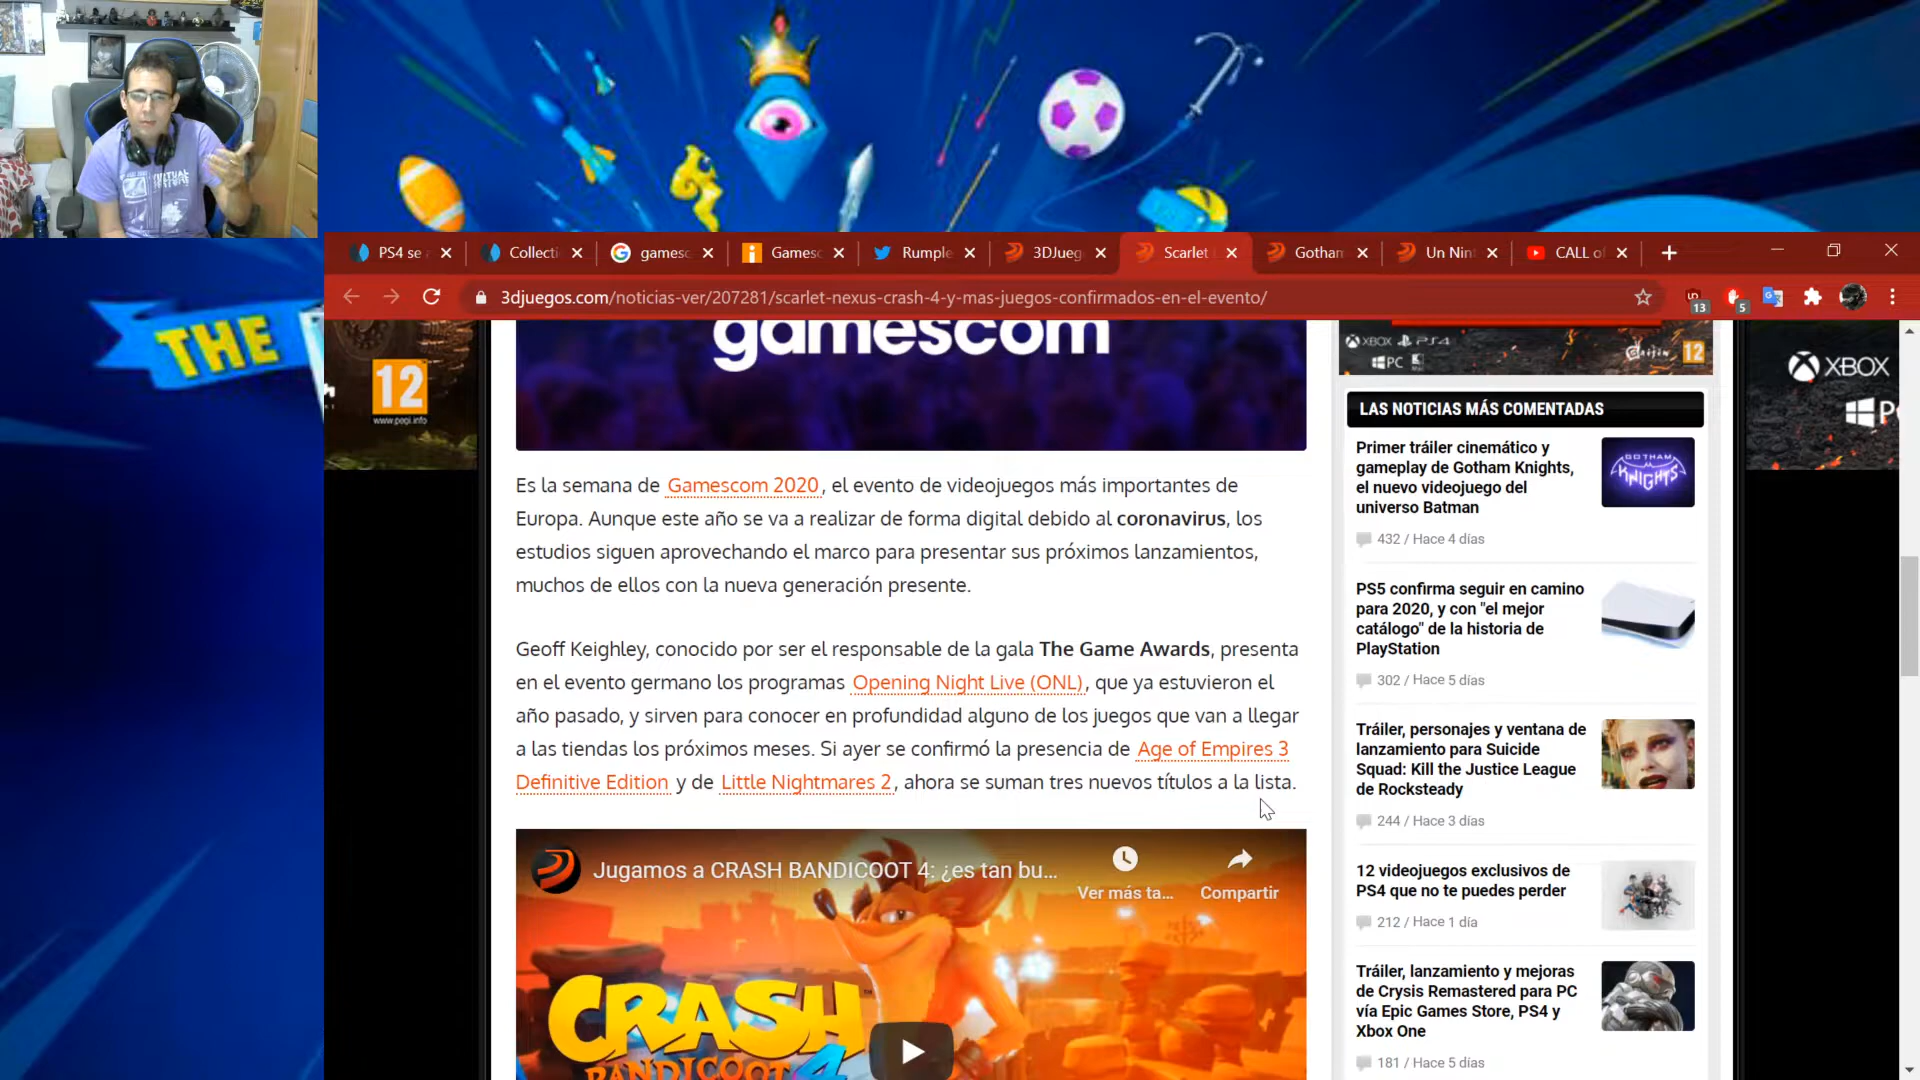 VIRTUAL
THE
PS4 se
Collecti
gamesc
Gamesc
Rumple
3DJueg
Scarlet
Gotham
Un Nin
CALL of
3djuegos.com/noticias-ver/207281/scarlet-nexus-crash-4-y-mas-juegos-confirmados-en-el-evento/
13
5
12
www.pegi.info
gamescom
XBOX PS4
PC
Gaijin
12
XBOX
LAS NOTICIAS MÁS COMENTADAS
Primer tráiler cinemático y
gameplay de Gotham Knights,
el nuevo videojuego del
universo Batman
GOTHAM
KNIGHTS
432 / Hace 4 días
Es la semana de Gamescom 2020, el evento de videojuegos más importantes de
Europa. Aunque este año se va a realizar de forma digital debido al coronavirus, los
estudios siguen aprovechando el marco para presentar sus próximos lanzamientos,
muchos de ellos con la nueva generación presente.
PS5 confirma seguir en camino
para 2020, y con "el mejor
catálogo" de la historia de
PlayStation
302 / Hace 5 días
Geoff Keighley, conocido por ser el responsable de la gala The Game Awards, presenta
en el evento germano los programas Opening Night Live (ONL), que ya estuvieron el
año pasado, y sirven para conocer en profundidad alguno de los juegos que van a llegar
a las tiendas los próximos meses. Si ayer se confirmó la presencia de Age of Empires 3
Definitive Edition y de Little Nightmares 2, ahora se suman tres nuevos títulos a la lista.
Tráiler, personajes y ventana de
lanzamiento para Suicide
Squad: Kill the Justice League
de Rocksteady
244 / Hace 3 días
Jugamos a CRASH BANDICOOT 4: ¿es tan bu...
Ver más ta...
Compartir
CRASH
BANDICOOT 4
12 videojuegos exclusivos de
PS4 que no te puedes perder
212 / Hace 1 día
Tráiler, lanzamiento y mejoras
de Crysis Remastered para PC
vía Epic Games Store, PS4 y
Xbox One
181 / Hace 5 días